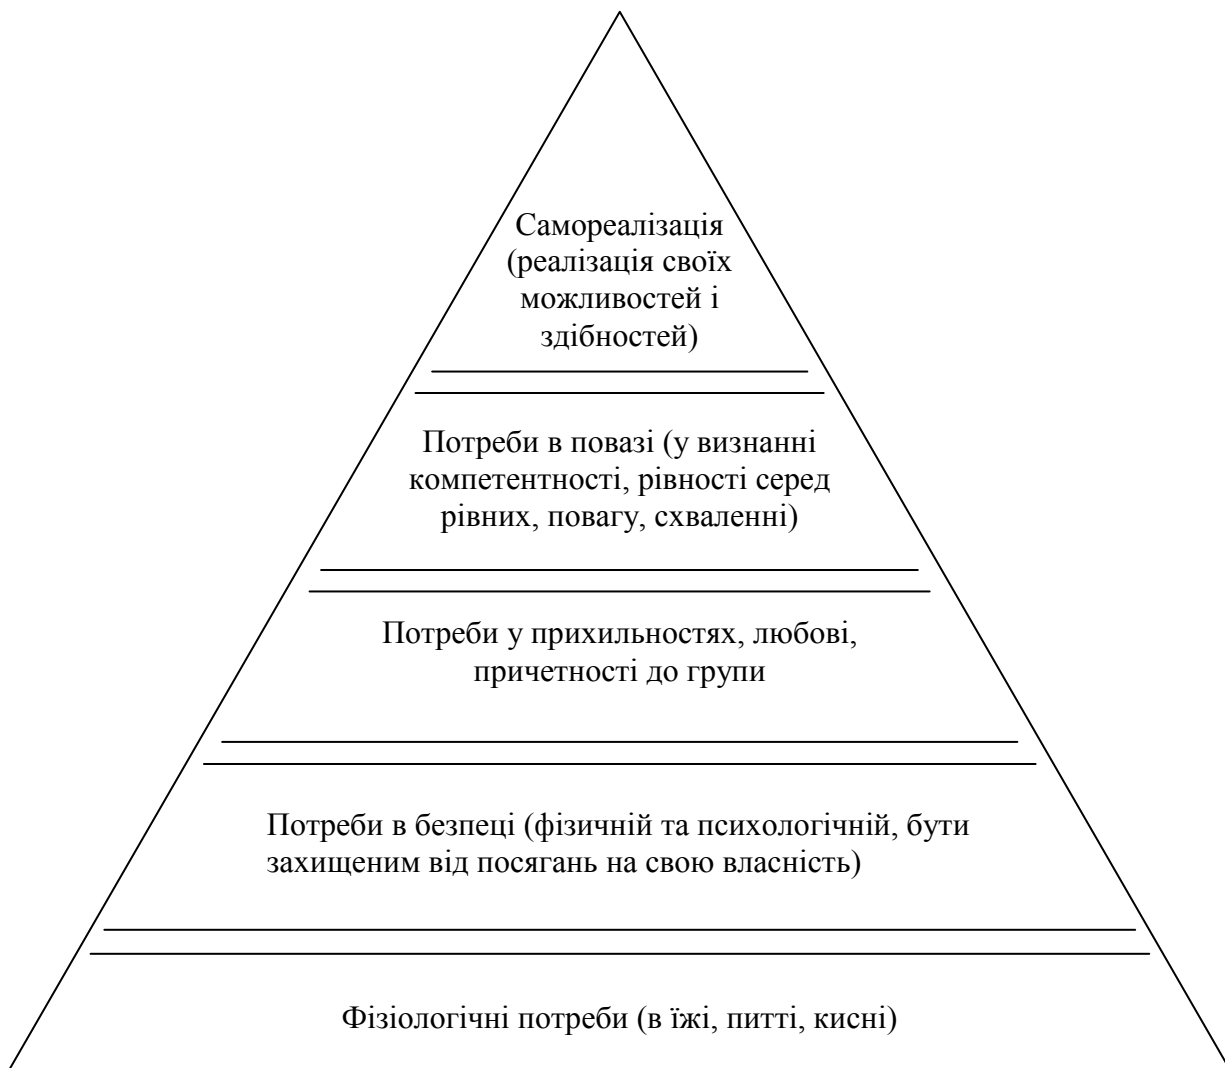 Самореалізація
(реалізація своїх
можливостей і
здібностей)
Потреби в повазі (у визнанні
компетентності, рівності серед
рівних, повагу, схваленні)
Потреби у прихильностях, любові,
причетності до групи
Потреби в безпеці (фізичній та психологічній, бути
захищеним від посягань на свою власність)
Фізіологічні потреби (в їжі, питті, кисні)